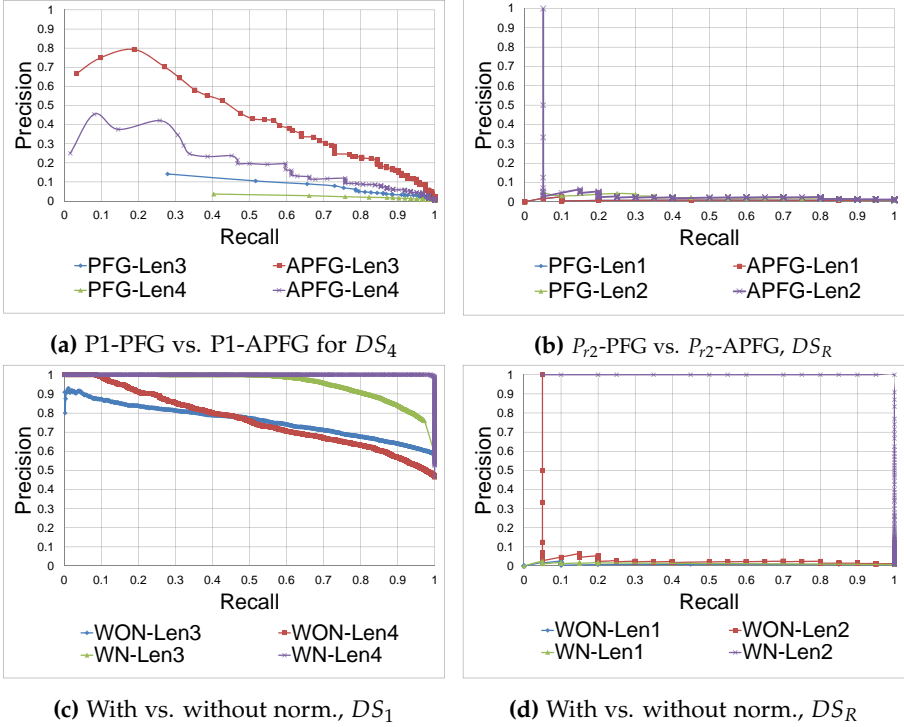 Precision
1
0.9
0.8
0.7
0.6
0.5
0.4
0.3
0.2
0.1
0
0 0.1 0.2 0.3 0.4 0.5 0.6 0.7 0.8 0.9 1
Recall
PFG-Len3 APFG-Len3
PFG-Len4 APFG-Len4
(a) P1-PFG vs. P1-APFG for DS4
Precision
1
0.9
0.8
0.7
0.6
0.5
0.4
0.3
0.2
0.1
0
0 0.1 0.2 0.3 0.4 0.5 0.6 0.7 0.8 0.9 1
Recall
PFG-Len1 APFG-Len1
PFG-Len2 APFG-Len2
(b) Pr2-PFG vs. Pr2-APFG, DSR
Precision
1
0.9
0.8
0.7
0.6
0.5
0.4
0.3
0.2
0.1
0
0 0.1 0.2 0.3 0.4 0.5 0.6 0.7 0.8 0.9 1
Recall
WON-Len3 WON-Len4
WN-Len3 WN-Len4
(c) With vs. without norm., DS1
Precision
1
0.9
0.8
0.7
0.6
0.5
0.4
0.3
0.2
0.1
0
0 0.1 0.2 0.3 0.4 0.5 0.6 0.7 0.8 0.9 1
Recall
WON-Len1 WON-Len2
WN-Len1 WN-Len2
(d) With vs. without norm., DSR